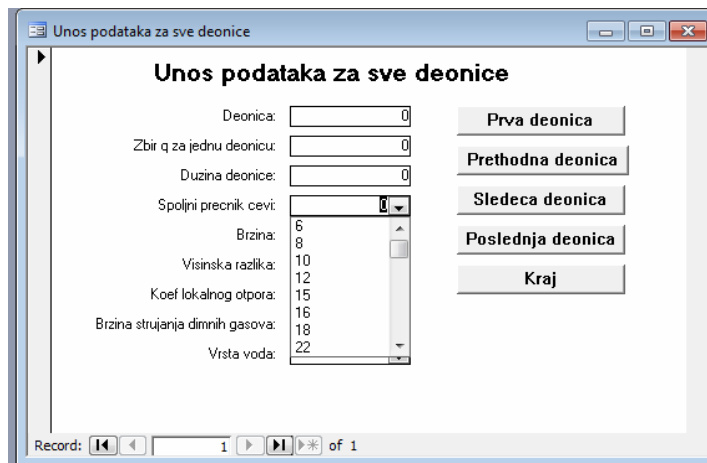 Unos podataka za sve deonice
Unos podataka za sve deonice
Deonica: 0
Zbir q za jednu deonicu: 0
Duzina deonice: 0
Spoljni precnik cevi: 0
6
8
10
12
15
16
18
22
Brzina:
Visinska razlika:
Koef lokalnog otpora:
Brzina strujanja dimnih gasova:
Vrsta voda:
Prva deonica
Prethodna deonica
Sledeca deonica
Poslednja deonica
Kraj
Record: 1 of 1